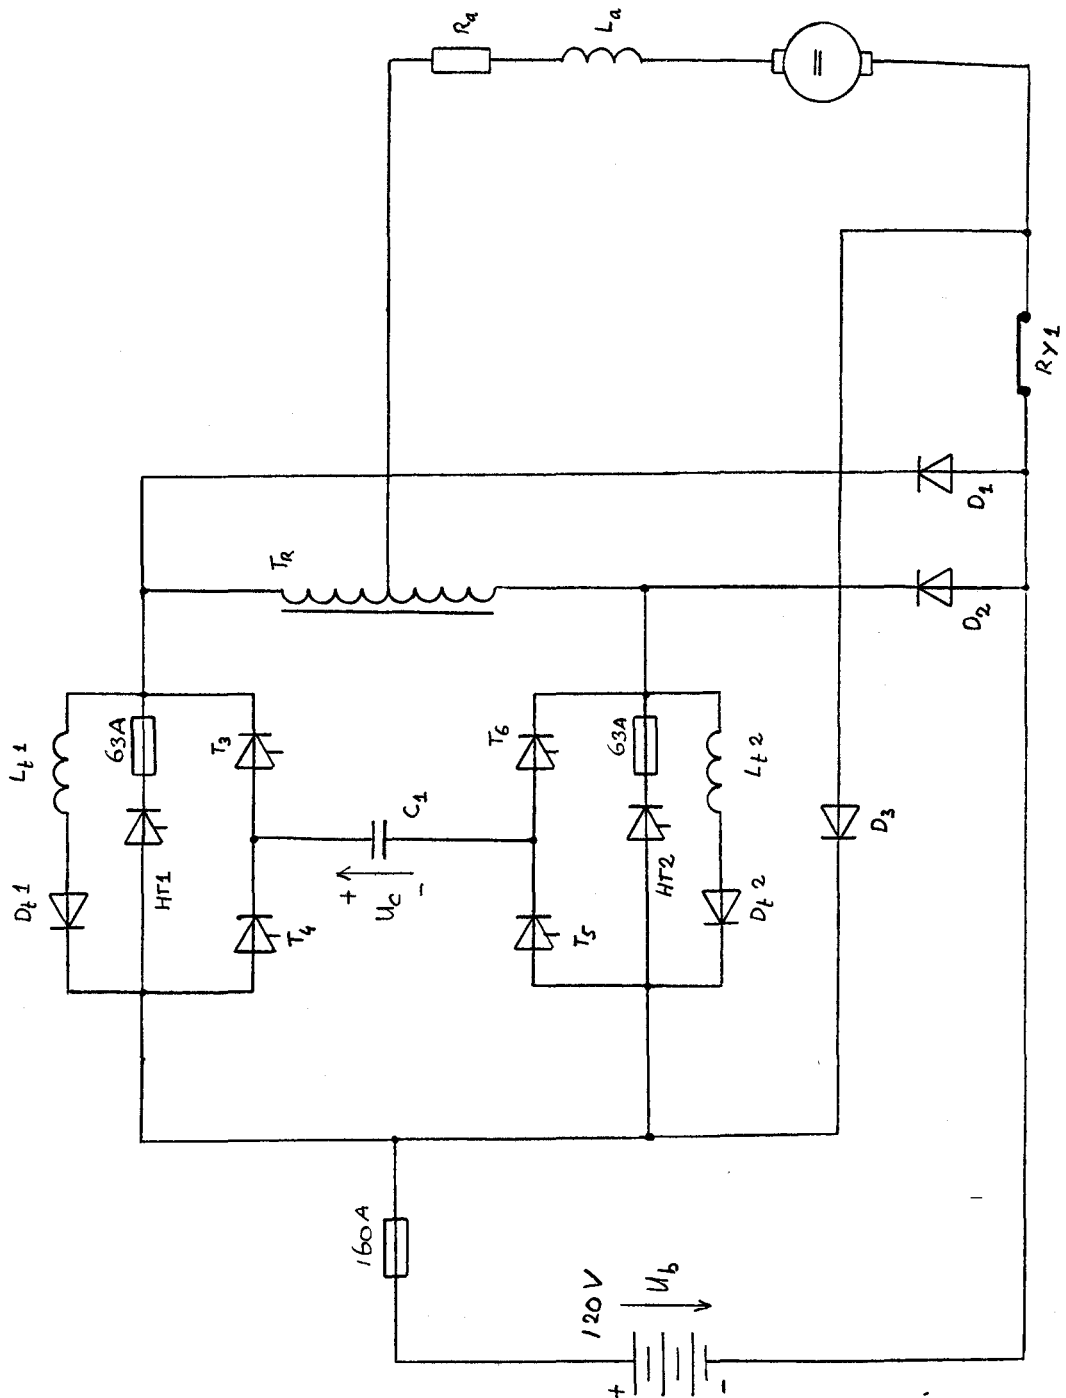 Ra
La
TR
RY1
D1
D2
Lt1
63A
T3
Dt1
HT1
T4
C1
+
Uc
-
T6
63A
Lt2
T5
HT2
Dt2
D3
160A
120V
Ub
+
-
=